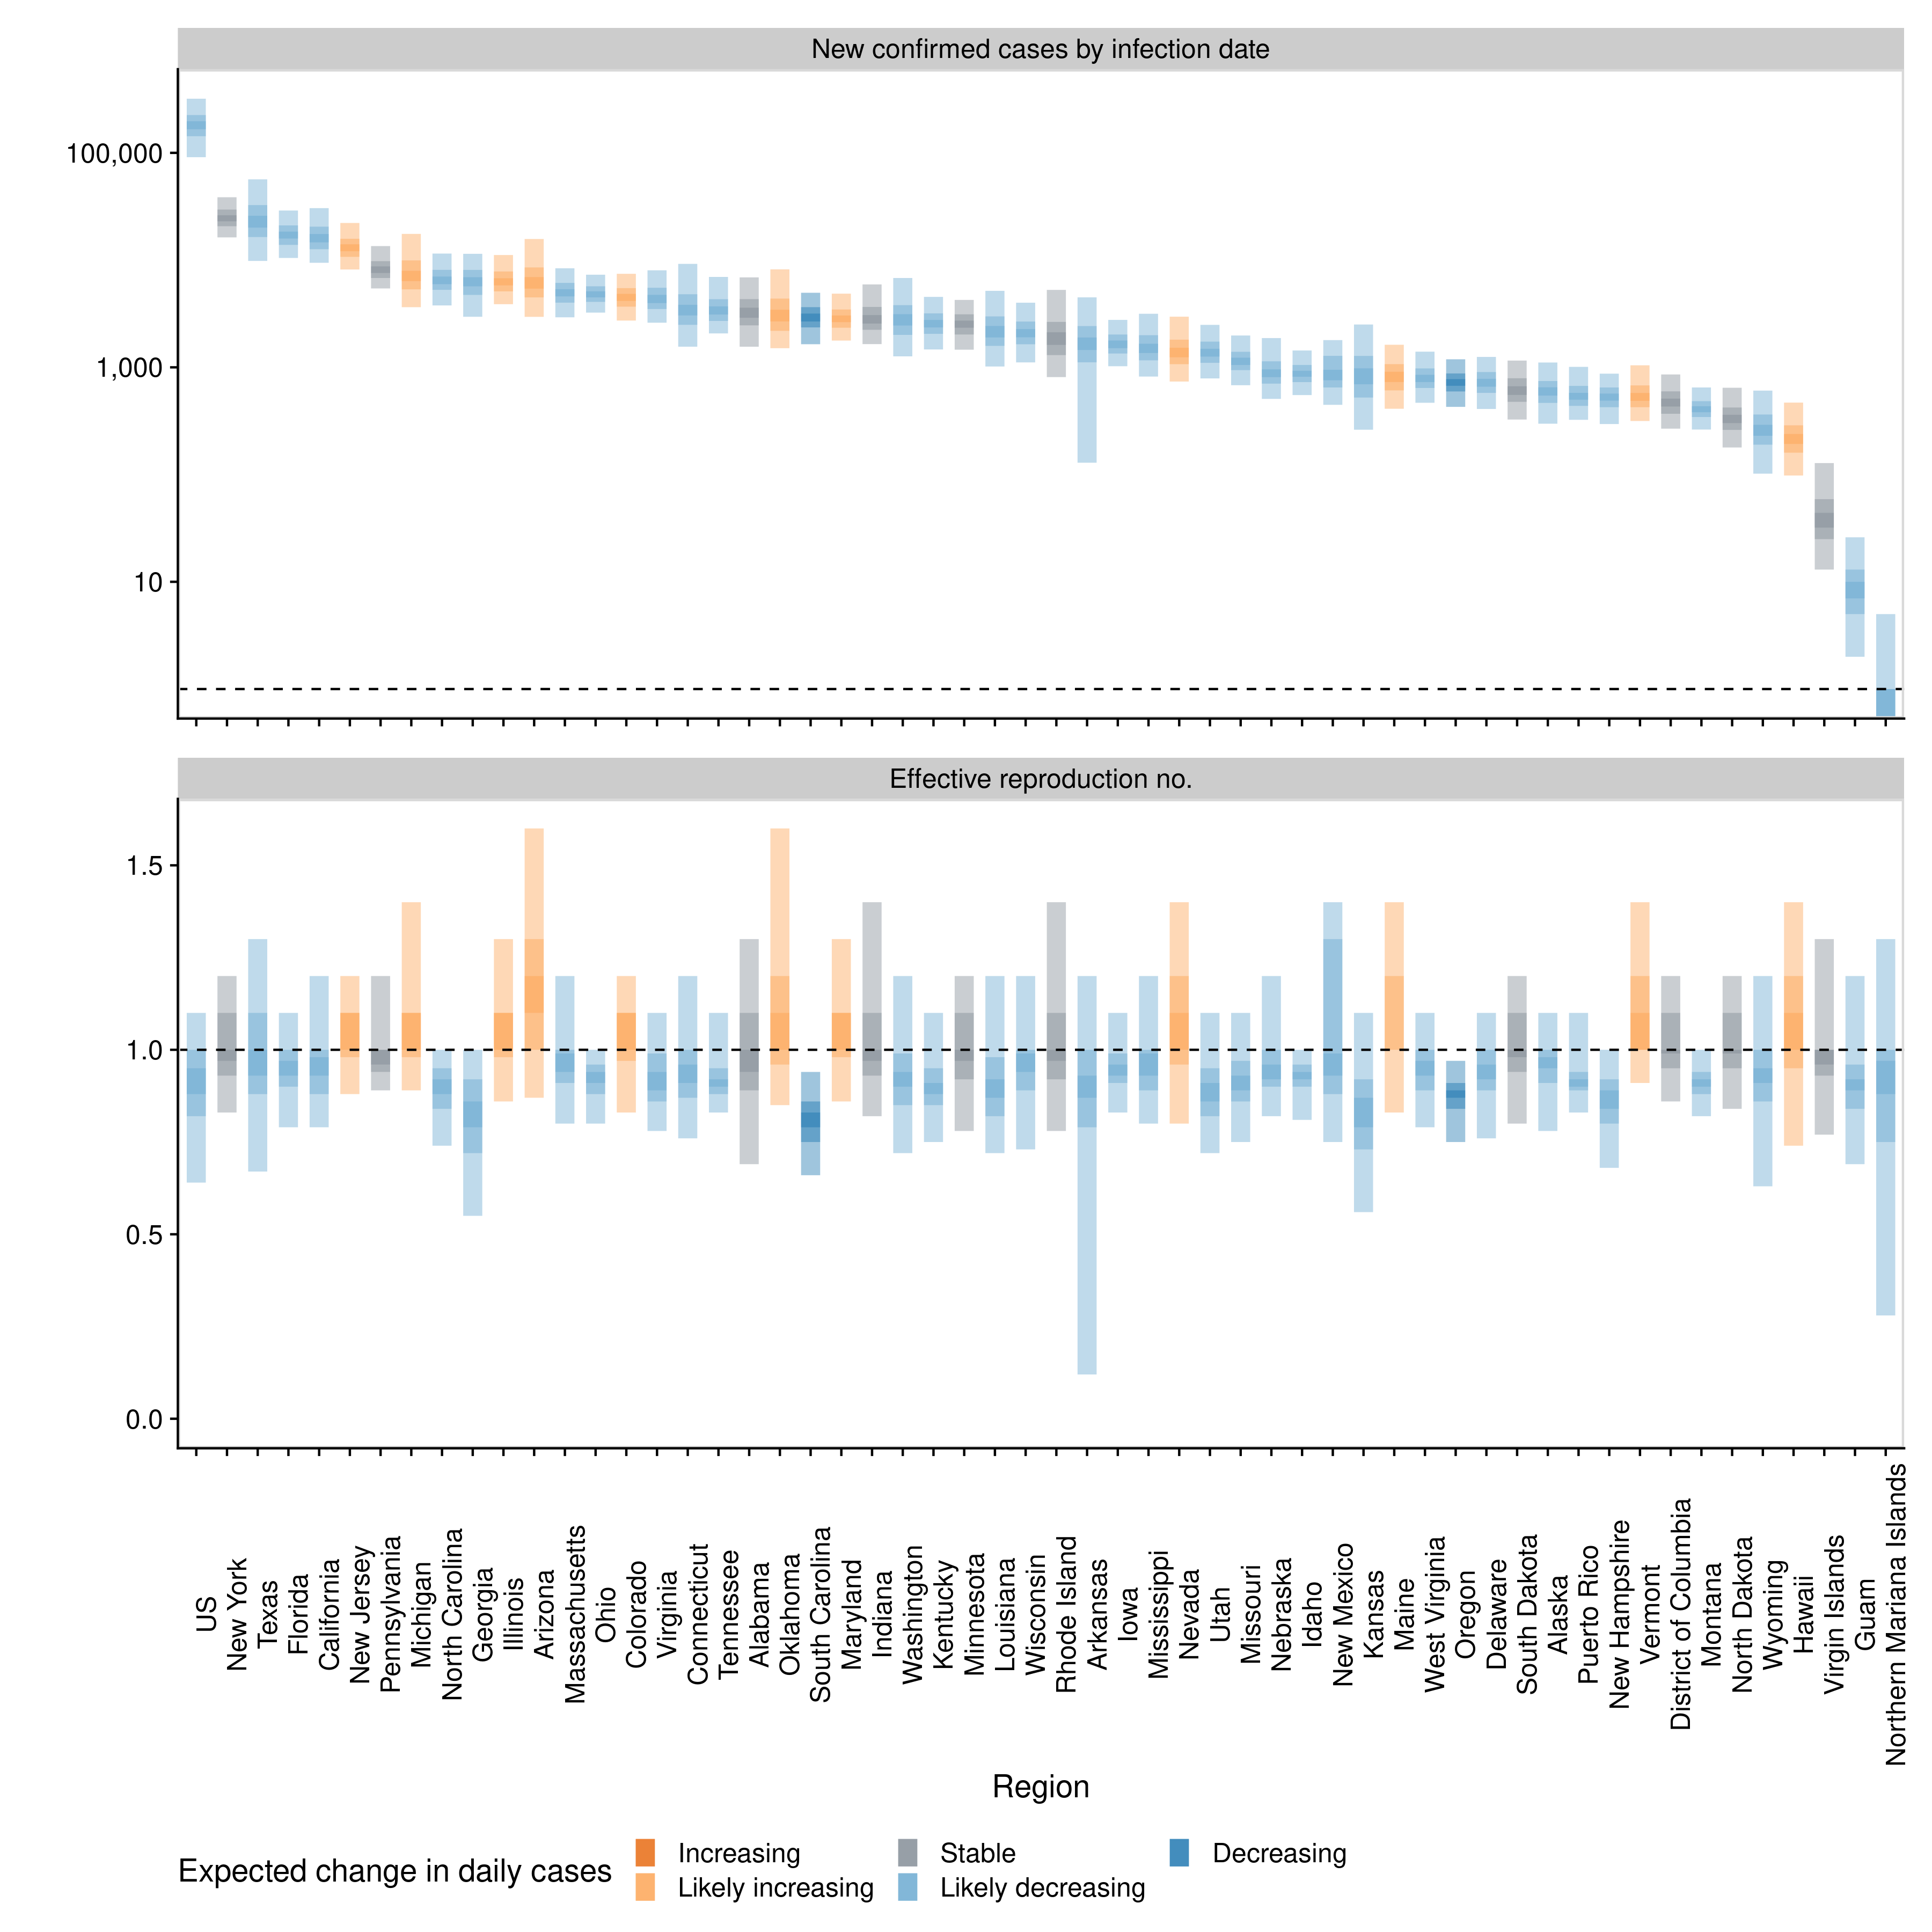 New confirmed cases by infection date
100,000
1,000
10
Effective reproduction no.
1.5
1.0
0.5
0.0
US
New York
Texas
Florida
California
New Jersey
Pennsylvania
Michigan
North Carolina
Georgia
Illinois
Arizona
Massachusetts
Ohio
Colorado
Virginia
Connecticut
Tennessee
Alabama
Oklahoma
South Carolina
Maryland
Indiana
Washington
Kentucky
Minnesota
Louisiana
Wisconsin
Rhode Island
Arkansas
Iowa
Mississippi
Nevada
Utah
Missouri
Nebraska
Idaho
New Mexico
Kansas
Maine
West Virginia
Oregon
Delaware
South Dakota
Alaska
Puerto Rico
New Hampshire
Vermont
District of Columbia
Montana
North Dakota
Wyoming
Hawaii
Virgin Islands
Guam
Northern Mariana Islands
Region
Expected change in daily cases
Increasing
Stable
Decreasing
Likely increasing
Likely decreasing